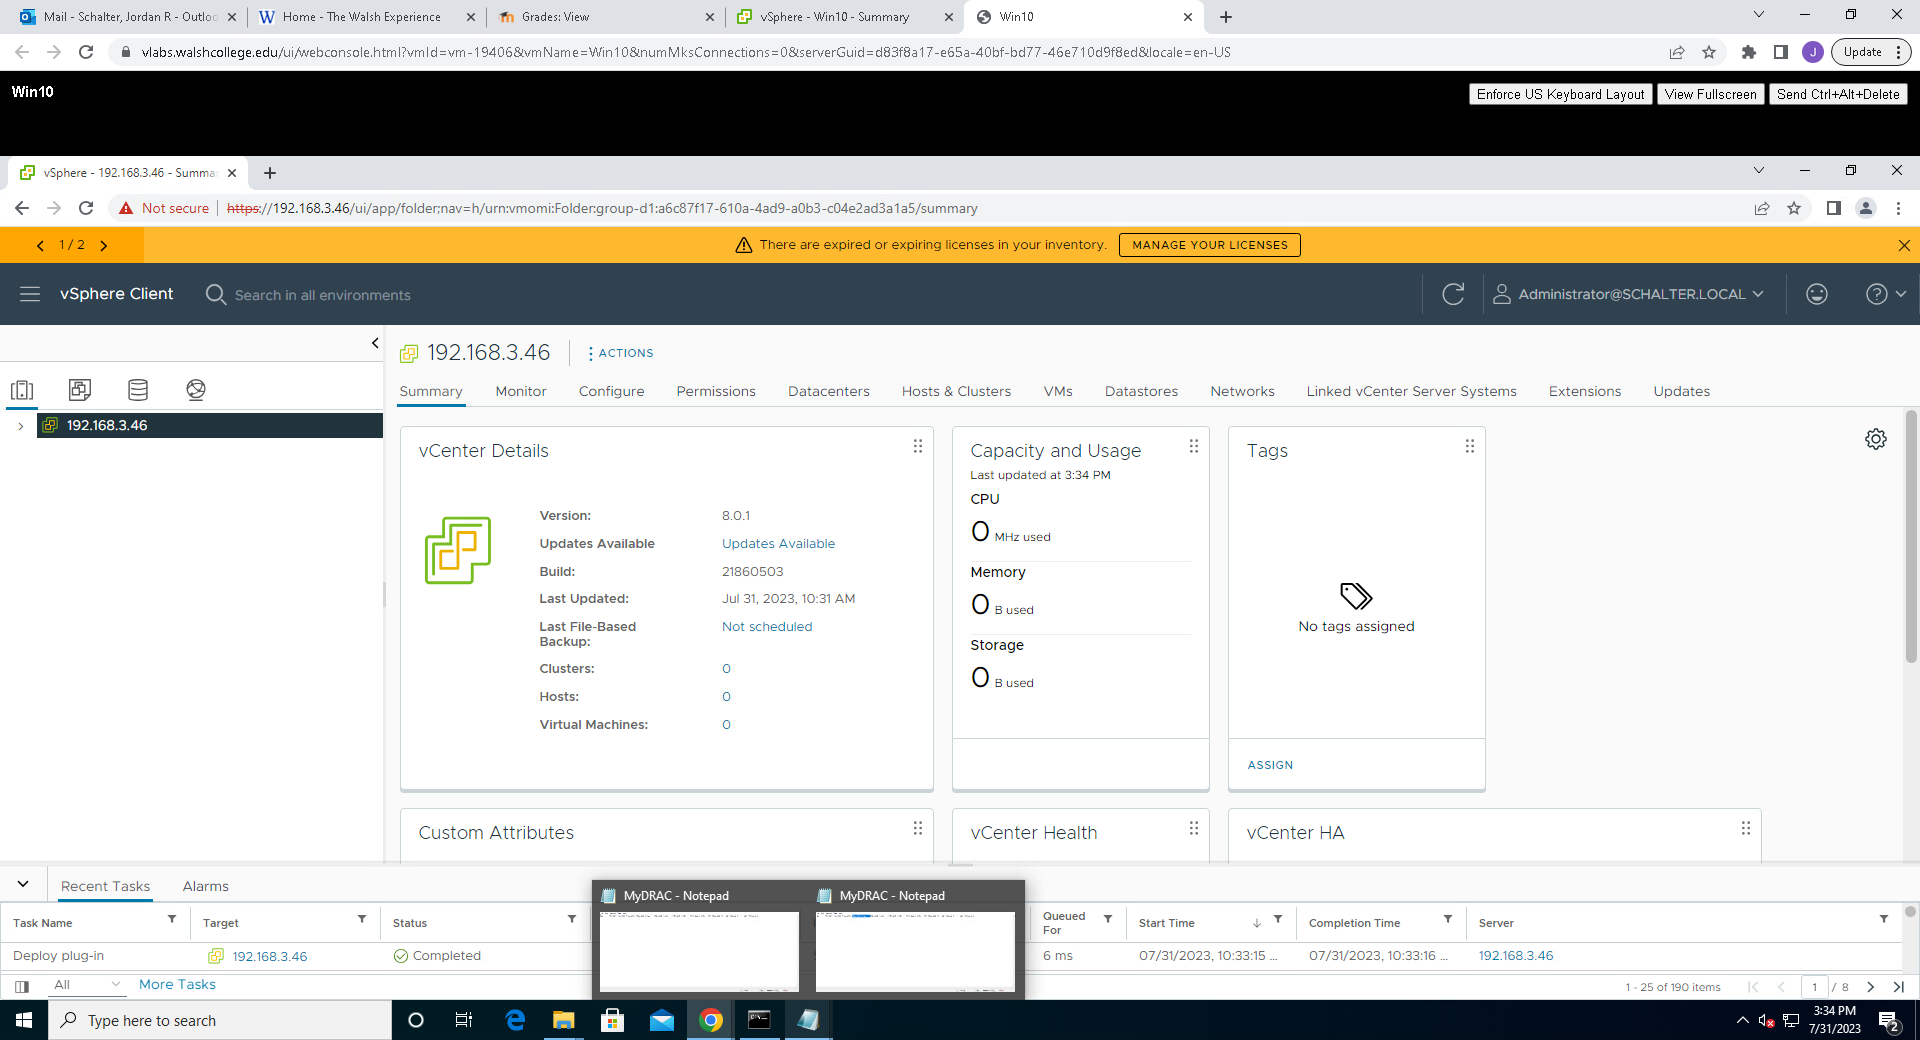 Mail - Schalter, Jordan R - Outloo
Home - The Walsh Experience
Grades: View
vSphere - Win10 - Summary
Win10
vlabs.walshcollege.edu/ui/webconsole.html?vmId=vm-19406&vmName=Win10&numMksConnections=0&serverGuid=d83f8a17-e65a-40bf-bd77-46e710d9f8ed&locale=en-US
J
Update
Win10
Enforce US Keyboard Layout
View Fullscreen
Send Ctrl+Alt+Delete
vSphere - 192.168.3.46 - Summa
Not secure
https://192.168.3.46/ui/app/folder;nav=h/urn:vmomi:Folder:group-d1:a6c87f17-610a-4ad9-a0b3-c04e2ad3a1a5/summary
1 / 2
There are expired or expiring licenses in your inventory.
MANAGE YOUR LICENSES
vSphere Client
Search in all environments
Administrator@SCHALTER.LOCAL
192.168.3.46
ACTIONS
Summary
Monitor
Configure
Permissions
Datacenters
Hosts & Clusters
VMs
Datastores
Networks
Linked vCenter Server Systems
Extensions
Updates
192.168.3.46
vCenter Details
Version: 8.0.1
Updates Available Updates Available
Build: 21860503
Last Updated: Jul 31, 2023, 10:31 AM
Last File-Based Not scheduled
Backup:
Clusters: 0
Hosts: 0
Virtual Machines: 0
Capacity and Usage
Last updated at 3:34 PM
CPU
0 MHz used
Memory
0 B used
Storage
0 B used
Tags
No tags assigned
ASSIGN
Custom Attributes
vCenter Health
vCenter HA
Recent Tasks
Alarms
MyDRAC - Notepad
MyDRAC - Notepad
Task Name
Target
Status
Queued
For
Start Time
Completion Time
Server
Deploy plug-in
192.168.3.46
Completed
6 ms
07/31/2023, 10:33:15 ...
07/31/2023, 10:33:16 ...
192.168.3.46
All
More Tasks
1 - 25 of 190 items
1 / 8
Type here to search
3:34 PM
7/31/2023
2